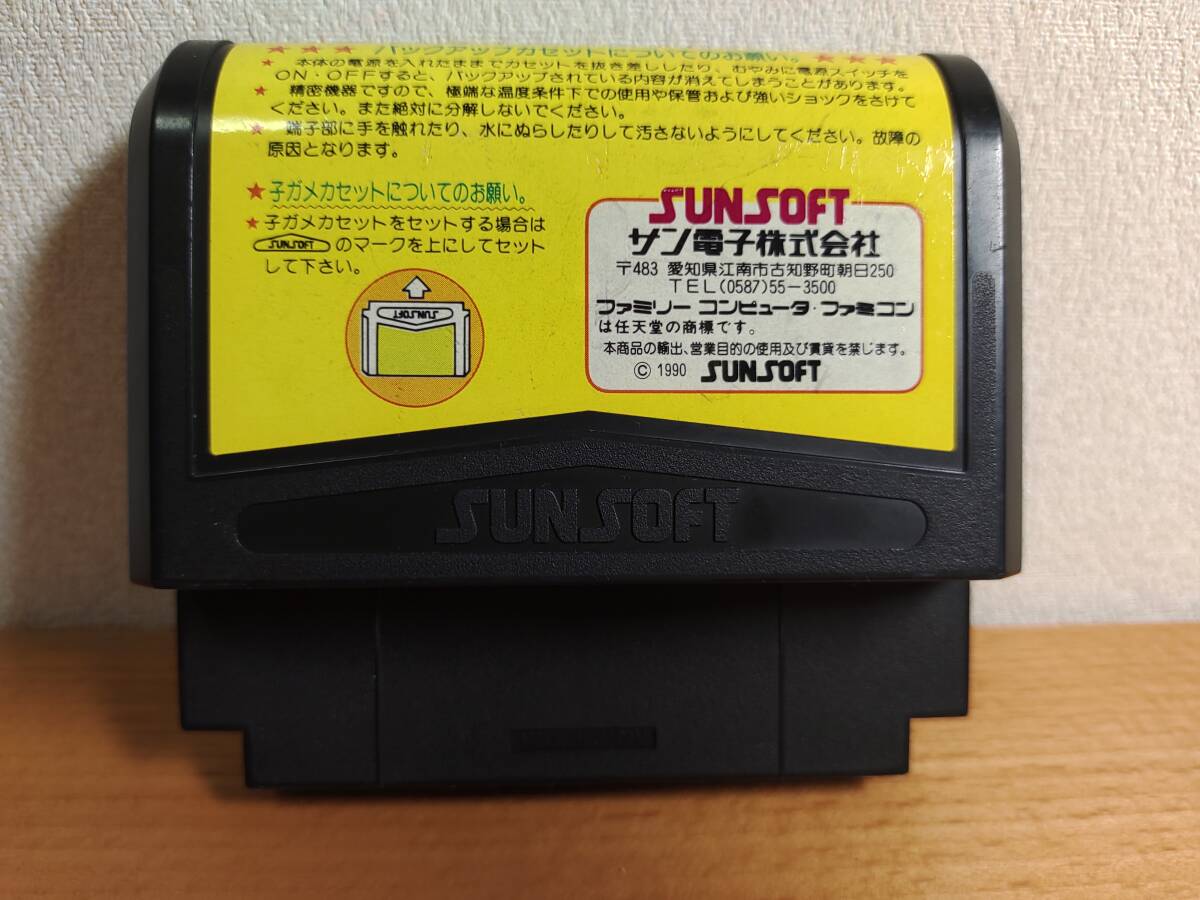 ★★★ バックアップカセットについてのお願い。 ★★★
★ 本体の電源を入れたままでカセットを抜き差ししたり、むやみに電源スイッチを
ON・OFFすると、バックアップされている内容が消えてしまうことがあります。
★ 精密機器ですので、極端な温度条件下での使用や保管および強いショックをさけて
ください。また絶対に分解しないでください。
★ 端子部に手を触れたり、水にぬらしたりして汚さないようにしてください。故障の
原因となります。
★子ガメカセットについてのお願い。
★子ガメカセットをセットする場合は
SUNSOFT のマークを上にしてセット
して下さい。
SUNSOFT
SUNSOFT
サン電子株式会社
〒483 愛知県江南市古知野町朝日250
TEL(0587)55-3500
ファミリー コンピュータ・ファミコン
は任天堂の商標です。
本商品の輸出、営業目的の使用及び賃貸を禁じます。
© 1990 SUNSOFT
SUNSOFT